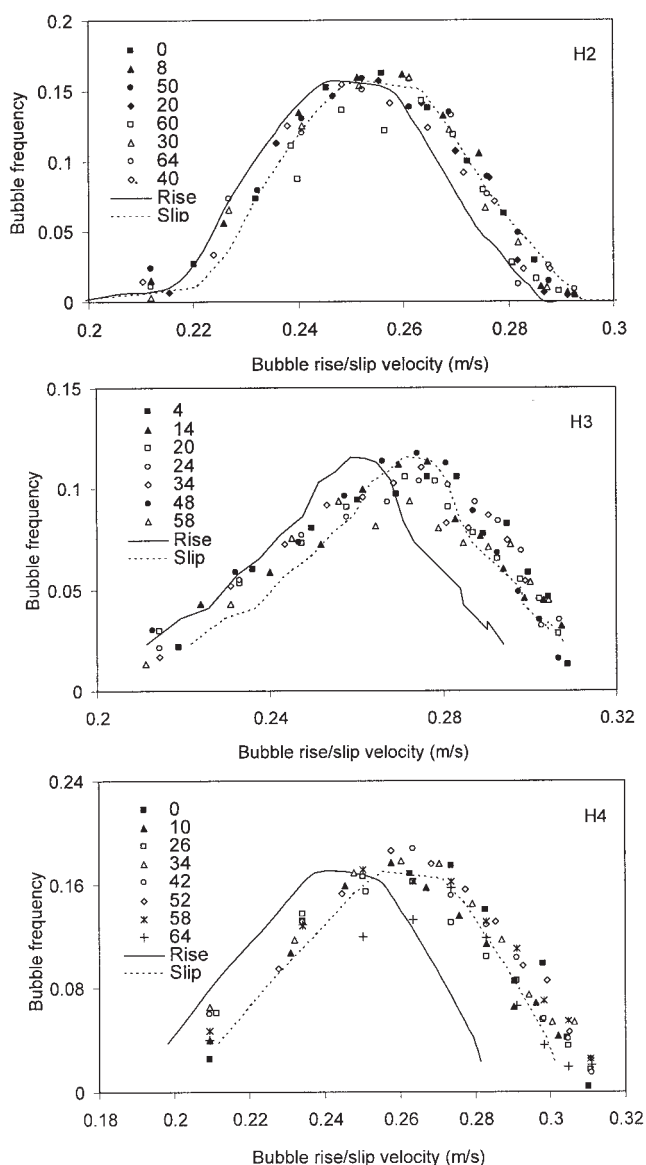 0.2
0.15
0.1
0.05
0
Bubble frequency
H2
0
8
50
20
60
30
64
40
Rise
Slip
0.2 0.22 0.24 0.26 0.28 0.3
Bubble rise/slip velocity (m/s)
0.15
0.1
0.05
0
Bubble frequency
H3
4
14
20
24
34
48
58
Rise
Slip
0.2 0.24 0.28 0.32
Bubble rise/slip velocity (m/s)
0.24
0.16
0.08
0
Bubble frequency
H4
0
10
26
34
42
52
58
64
Rise
Slip
0.18 0.2 0.22 0.24 0.26 0.28 0.3 0.32
Bubble rise/slip velocity (m/s)